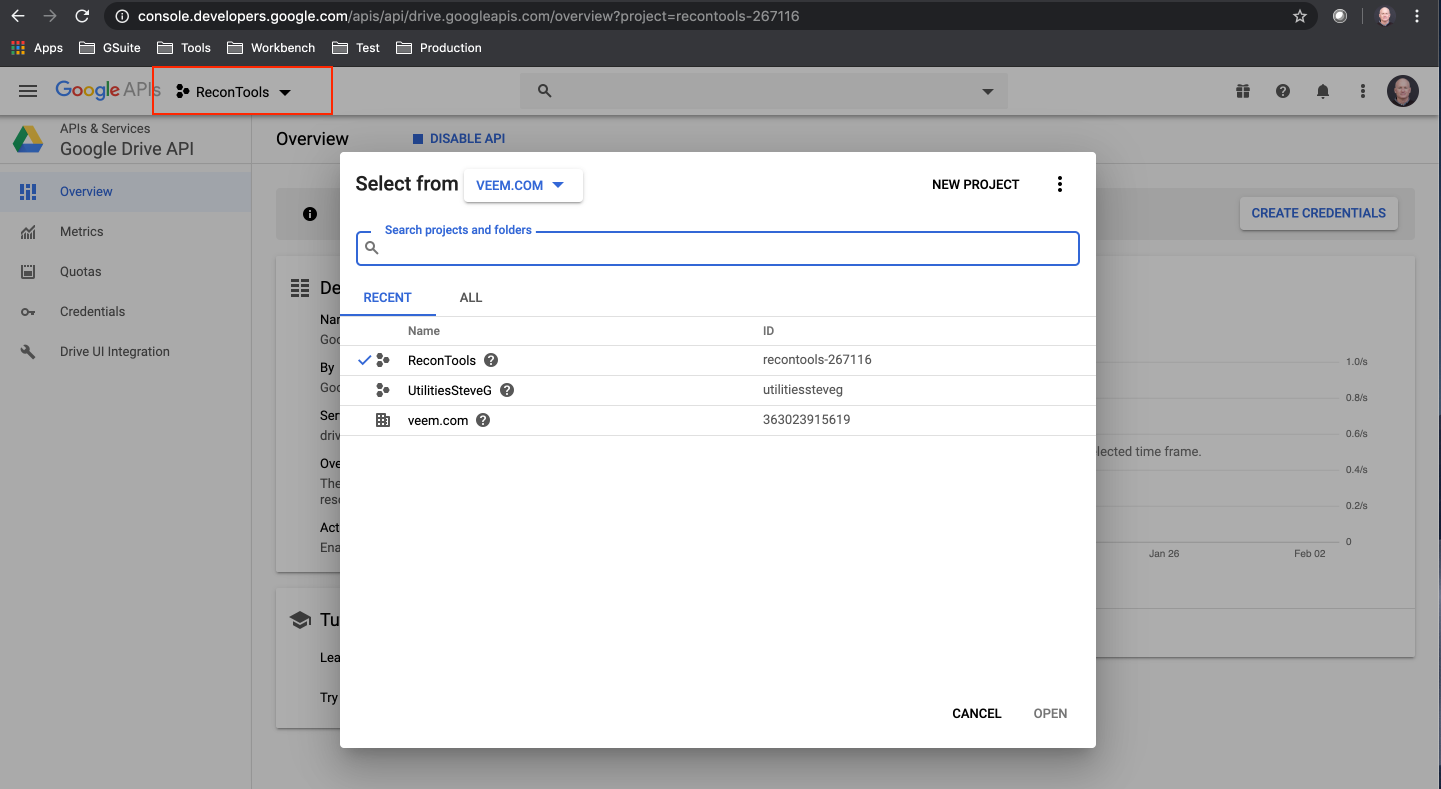 console.developers.google.com/apis/api/drive.googleapis.com/overview?project=recontools-267116
Apps GSuite Tools Workbench Test Production
Google APIs ReconTools
APIs & Services
Google Drive API
Overview DISABLE API
Overview
Metrics
Quotas
Credentials
Drive UI Integration
CREATE CREDENTIALS
Select from VEEM.COM NEW PROJECT
Search projects and folders
RECENT ALL
Name ID
ReconTools recontools-267116
UtilitiesSteveG utilitiessteveg
veem.com 363023915619
CANCEL OPEN
De
Nar
Goo
By
Goo
Ser
driv
Ove
The
reso
Act
Ena
Tu
Lea
Try
lected time frame.
1.0/s
0.8/s
0.6/s
0.4/s
0.2/s
0
Jan 26 Feb 02